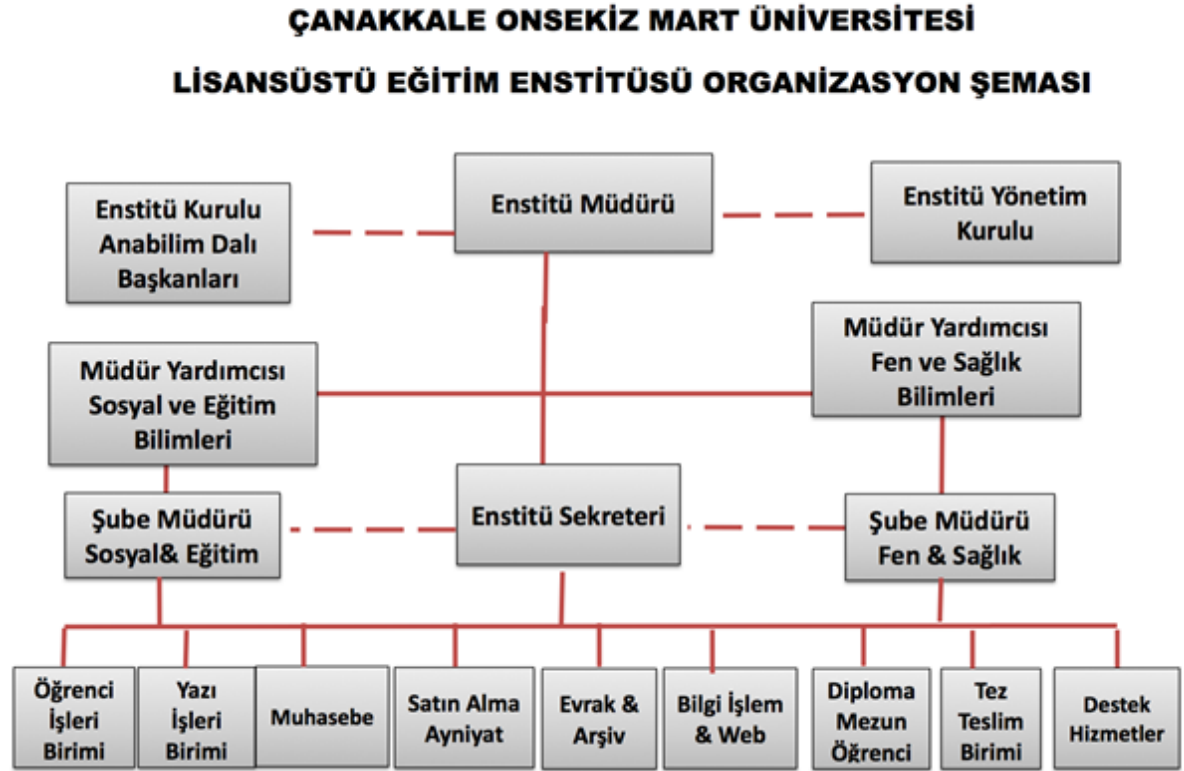 ÇANAKKALE ONSEKİZ MART ÜNİVERSİTESİ
LİSANSÜSTÜ EĞİTİM ENSTİTÜSÜ ORGANİZASYON ŞEMASI
Enstitü Kurulu
Anabilim Dalı
Başkanları
Enstitü Müdürü
Enstitü Yönetim
Kurulu
Müdür Yardımcısı
Sosyal ve Eğitim
Bilimleri
Müdür Yardımcısı
Fen ve Sağlık
Bilimleri
Şube Müdürü
Sosyal& Eğitim
Enstitü Sekreteri
Şube Müdürü
Fen & Sağlık
Öğrenci
İşleri
Birimi
Yazı
İşleri
Birimi
Muhasebe
Satın Alma
Ayniyat
Evrak &
Arşiv
Bilgi İşlem
& Web
Diploma
Mezun
Öğrenci
Tez
Teslim
Birimi
Destek
Hizmetler